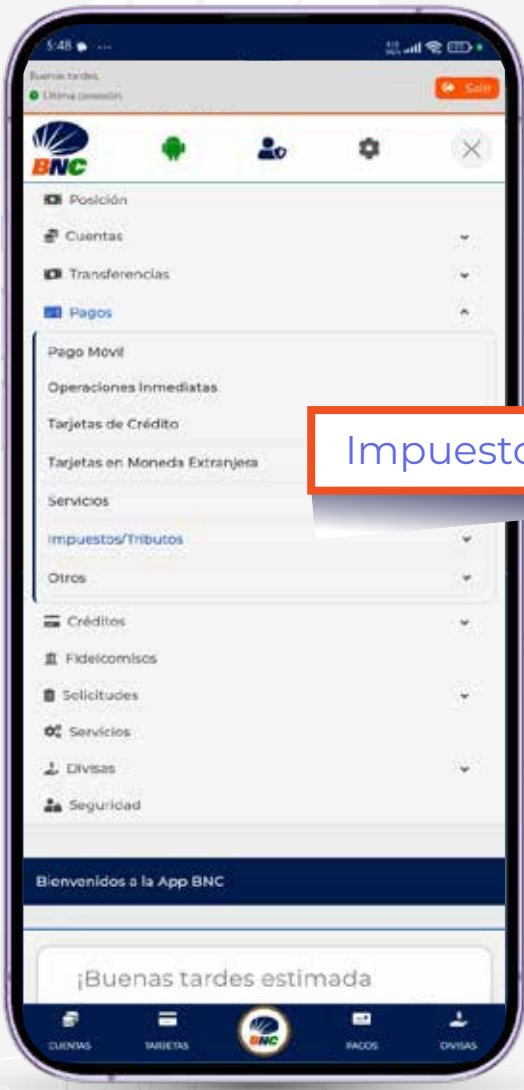 5:48
Buenas tardes,
Salir
BNC
Posición
Cuentas
Transferencias
Pagos
Pago Movil
Operaciones Inmediatas
Tarjetas de Crédito
Tarjetas en Moneda Extranjera
Impuesto
Servicios
Impuestos/Tributos
Otros
Créditos
Fideicomisos
Solicitudes
Servicios
Divisas
Seguridad
Bienvenidos a la App BNC
¡Buenas tardes estimada
CUENTAS TARJETAS BNC PAGOS DIVISAS